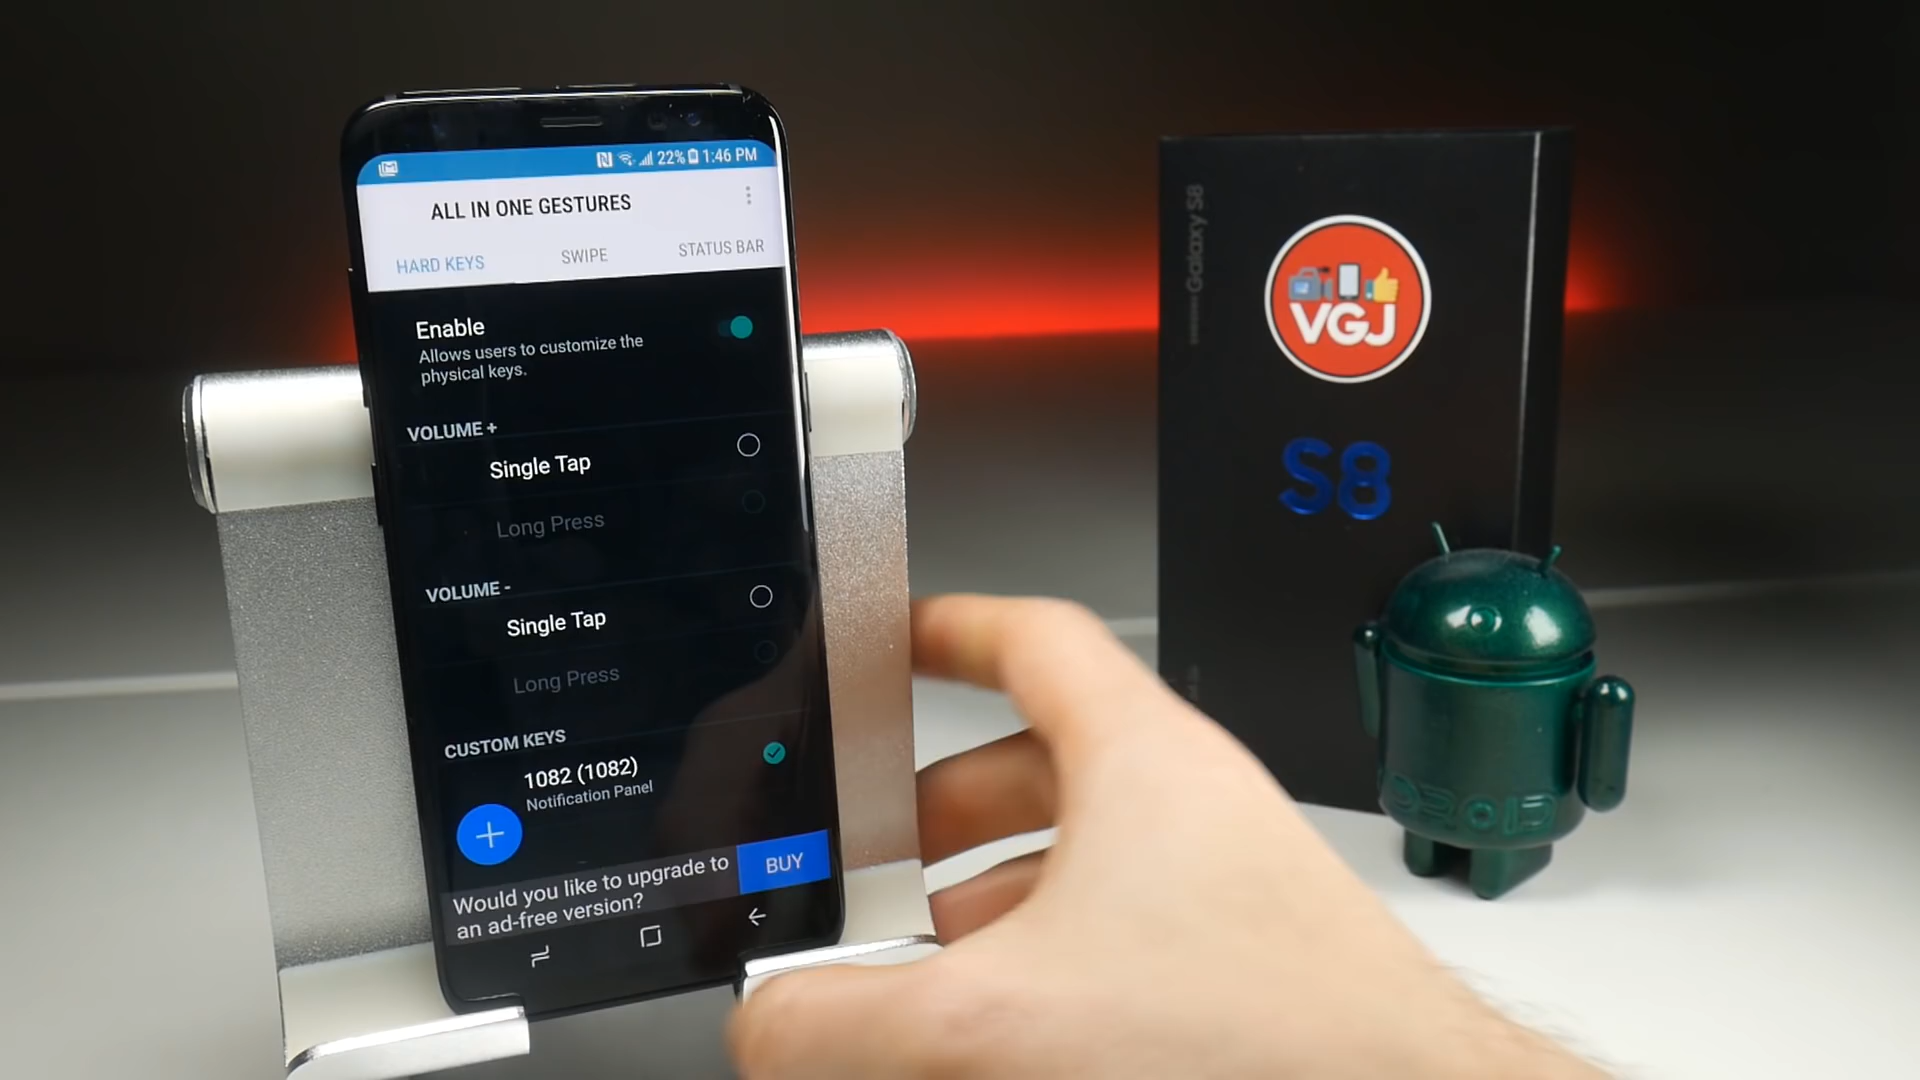 22% 1:46 PM
ALL IN ONE GESTURES
HARD KEYS SWIPE STATUS BAR
Enable
Allows users to customize the
physical keys.
VOLUME +
Single Tap
Long Press
VOLUME -
Single Tap
Long Press
CUSTOM KEYS
1082 (1082)
Notification Panel
Would you like to upgrade to
an ad-free version?
BUY
Galaxy S8
VGJ
S8
DROID